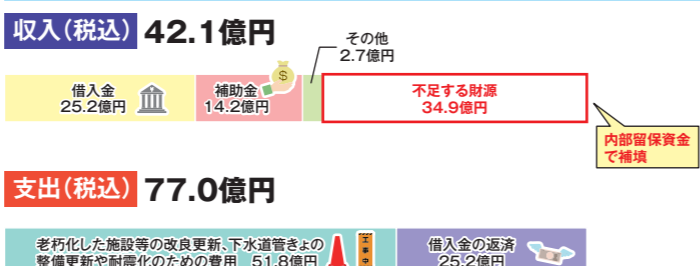 収入（税込） 42.1億円
その他
2.7億円
借入金
25.2億円
補助金
14.2億円
$
不足する財源
34.9億円
内部留保資金
で補填
支出（税込） 77.0億円
老朽化した施設等の改良更新、下水道管きょの
整備更新や耐震化のための費用 51.8億円
工事中
借入金の返済
25.2億円